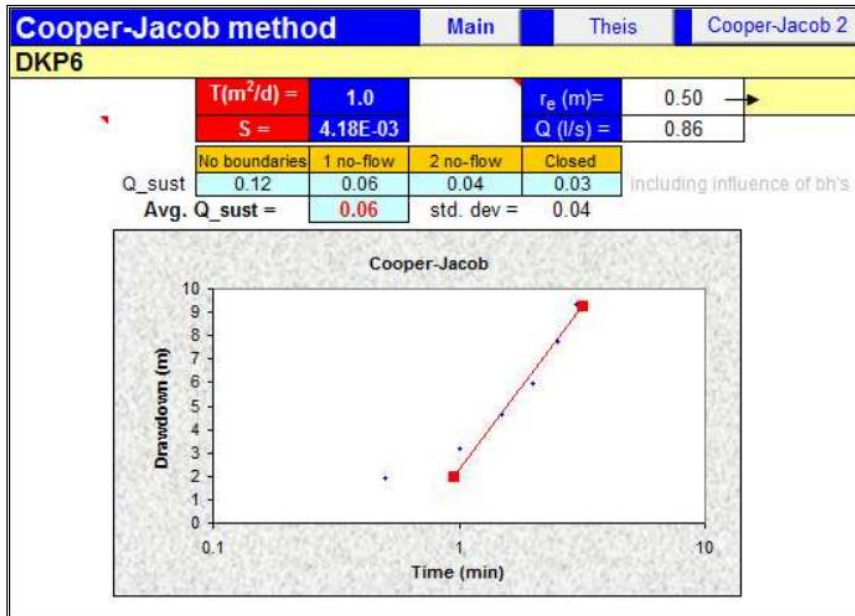 Cooper-Jacob method Main Theis Cooper-Jacob 2
DKP6
T(m²/d) = 1.0 rₑ (m)= 0.50
S = 4.18E-03 Q (l/s) = 0.86
No boundaries 1 no-flow 2 no-flow Closed
Q_sust 0.12 0.06 0.04 0.03 including influence of bh's
Avg. Q_sust = 0.06 std. dev = 0.04
Cooper-Jacob
10
9
8
7
6
5
4
3
2
1
0
Drawdown (m)
0.1 1 10
Time (min)